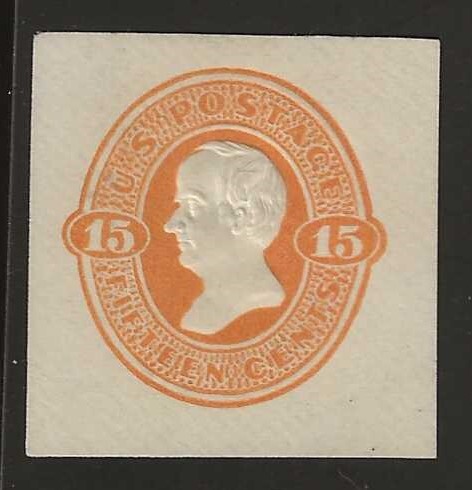 U.S. POSTAGE
15 15
FIFTEEN CENTS.